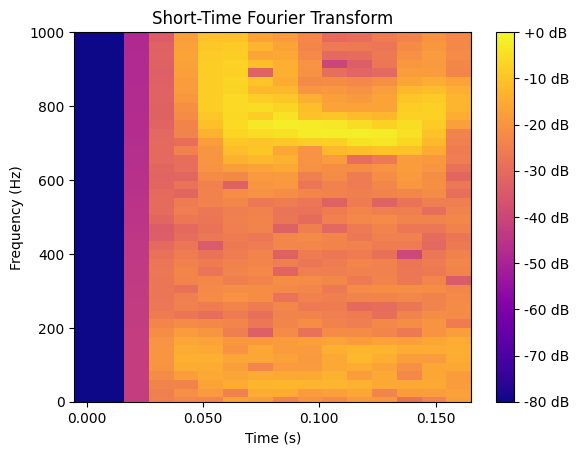 Short-Time Fourier Transform
1000
800
600
400
200
0
Frequency (Hz)
0.000
0.050
0.100
0.150
Time (s)
+0 dB
-10 dB
-20 dB
-30 dB
-40 dB
-50 dB
-60 dB
-70 dB
-80 dB